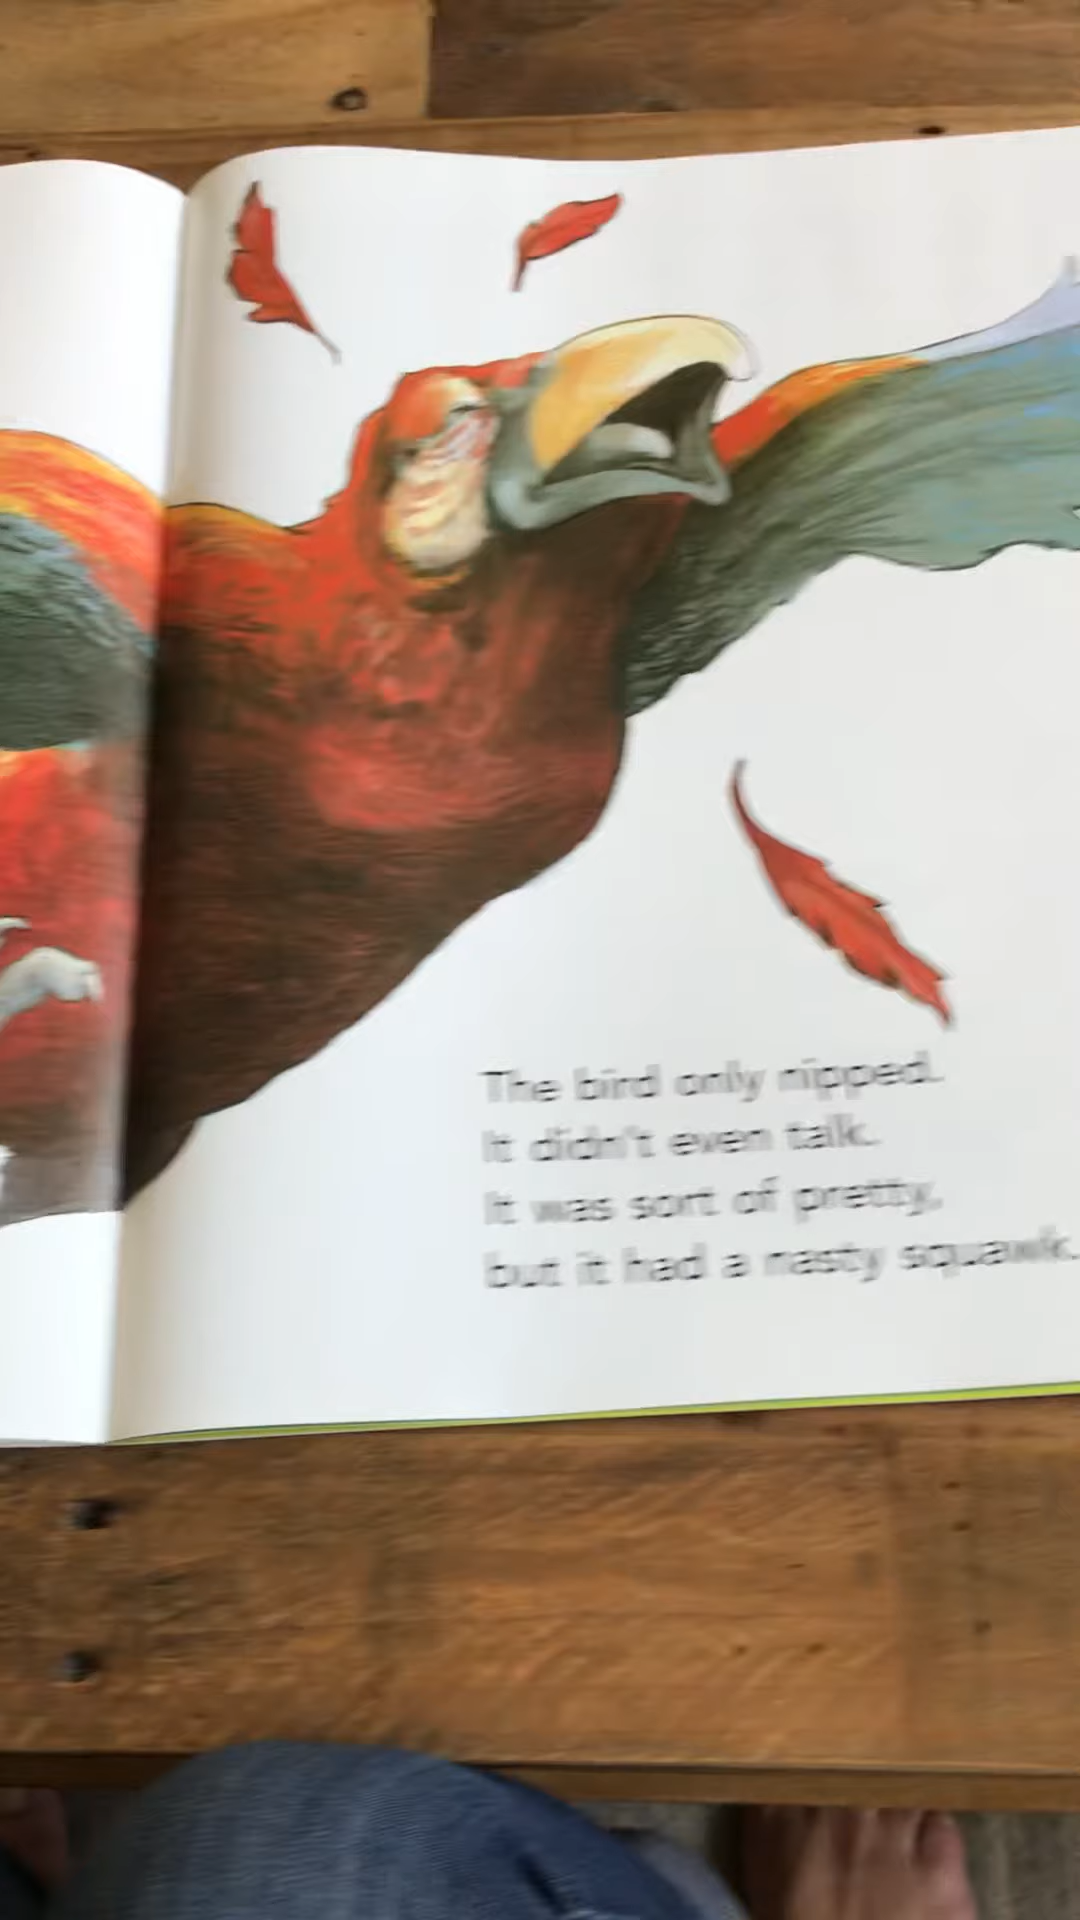 The bird only nipped.
It didn't even talk.
It was sort of pretty,
but it had a nasty squawk.